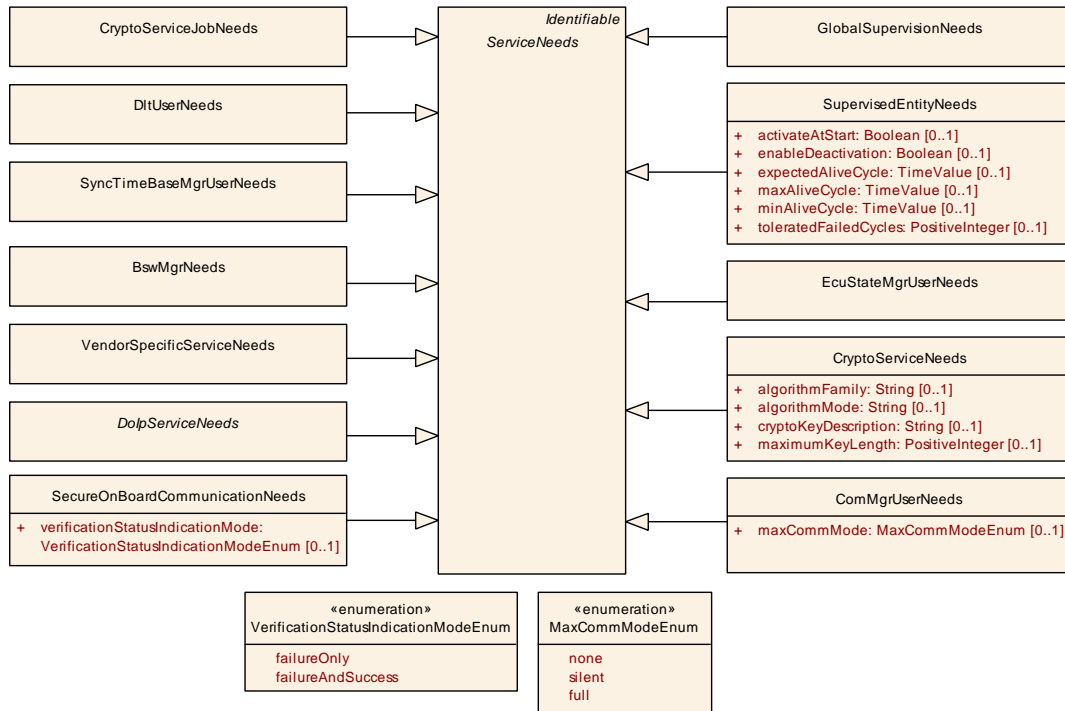 CryptoServiceJobNeeds
DltUserNeeds
SyncTimeBaseMgrUserNeeds
BswMgrNeeds
VendorSpecificServiceNeeds
DoIpServiceNeeds
SecureOnBoardCommunicationNeeds
+ verificationStatusIndicationMode:
VerificationStatusIndicationModeEnum [0..1]
Identifiable
ServiceNeeds
GlobalSupervisionNeeds
SupervisedEntityNeeds
+ activateAtStart: Boolean [0..1]
+ enableDeactivation: Boolean [0..1]
+ expectedAliveCycle: TimeValue [0..1]
+ maxAliveCycle: TimeValue [0..1]
+ minAliveCycle: TimeValue [0..1]
+ toleratedFailedCycles: PositiveInteger [0..1]
EcuStateMgrUserNeeds
CryptoServiceNeeds
+ algorithmFamily: String [0..1]
+ algorithmMode: String [0..1]
+ cryptoKeyDescription: String [0..1]
+ maximumKeyLength: PositiveInteger [0..1]
ComMgrUserNeeds
+ maxCommMode: MaxCommModeEnum [0..1]
«enumeration»
VerificationStatusIndicationModeEnum
failureOnly
failureAndSuccess
«enumeration»
MaxCommModeEnum
none
silent
full